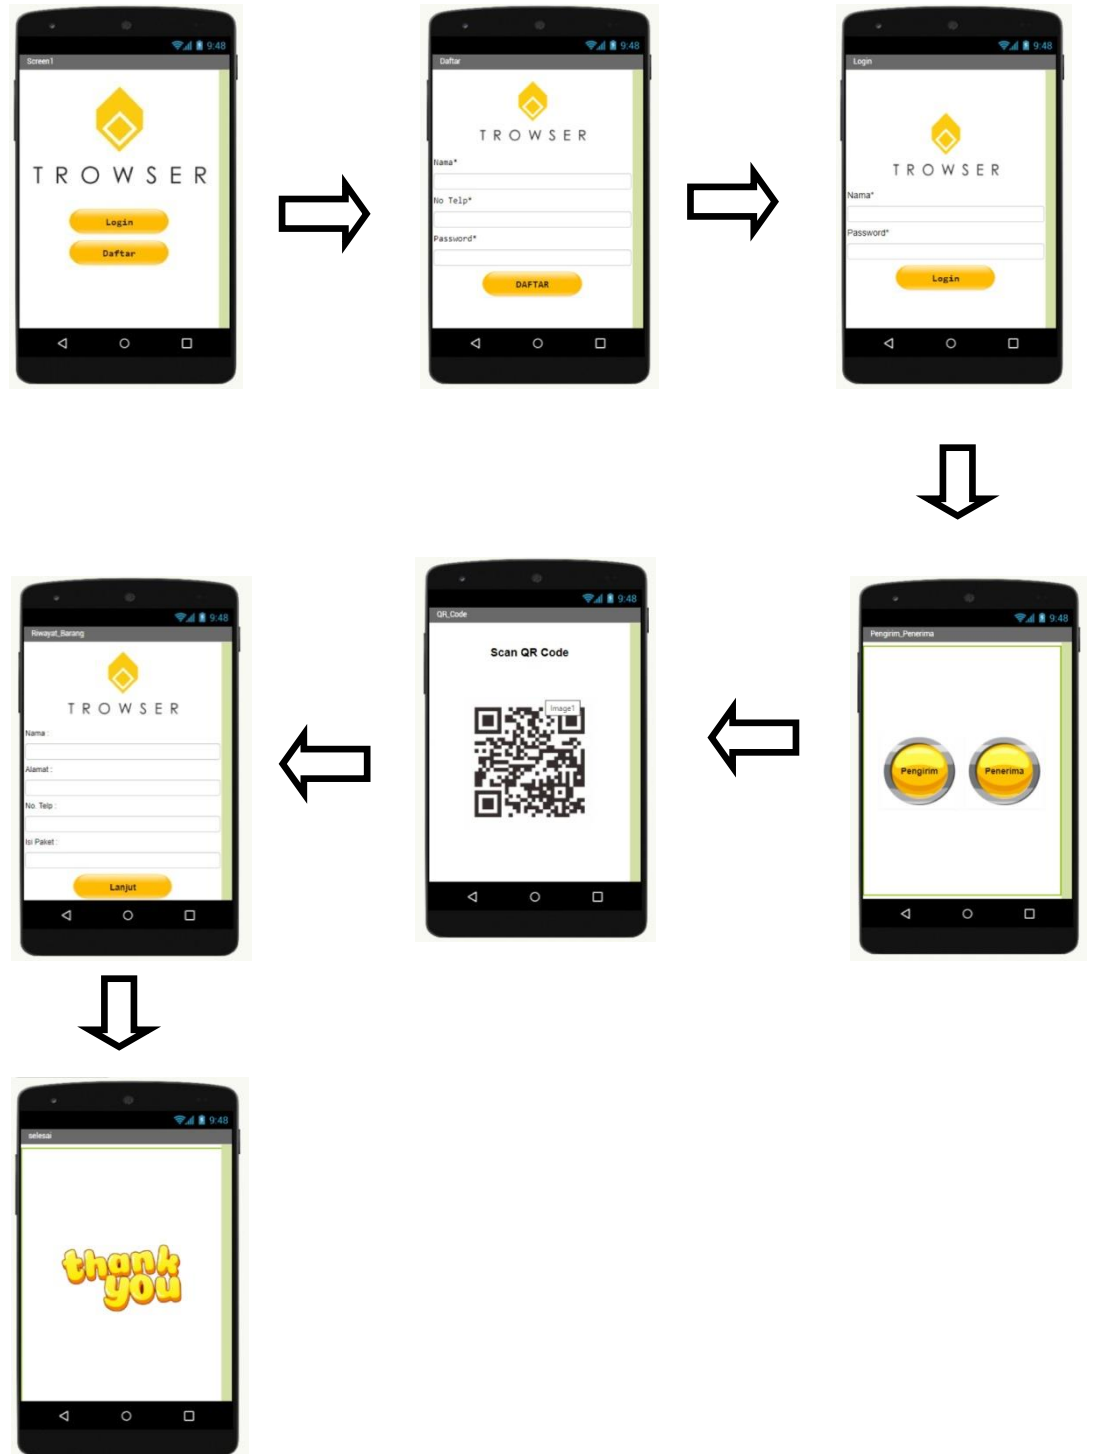 9:48
Screen1
TROWSER
Login
Daftar
9:48
Daftar
TROWSER
Nama*
No Telp*
Password*
DAFTAR
9:48
Login
TROWSER
Nama*
Password*
Login
9:48
Pengirim_Penerima
Pengirim
Penerima
9:48
QR_Code
Scan QR Code
Image1
9:48
Riwayat_Barang
TROWSER
Nama :
Alamat :
No. Telp :
Isi Paket :
Lanjut
9:48
selesai
thank
you